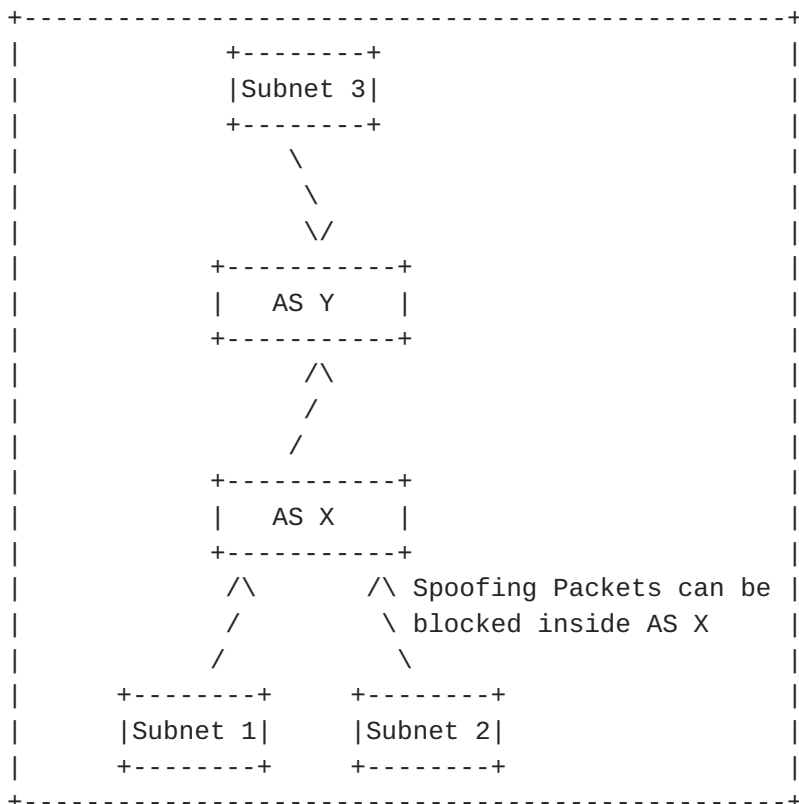 Subnet 3
AS Y
AS X
Spoofing Packets can be
blocked inside AS X
Subnet 1 Subnet 2